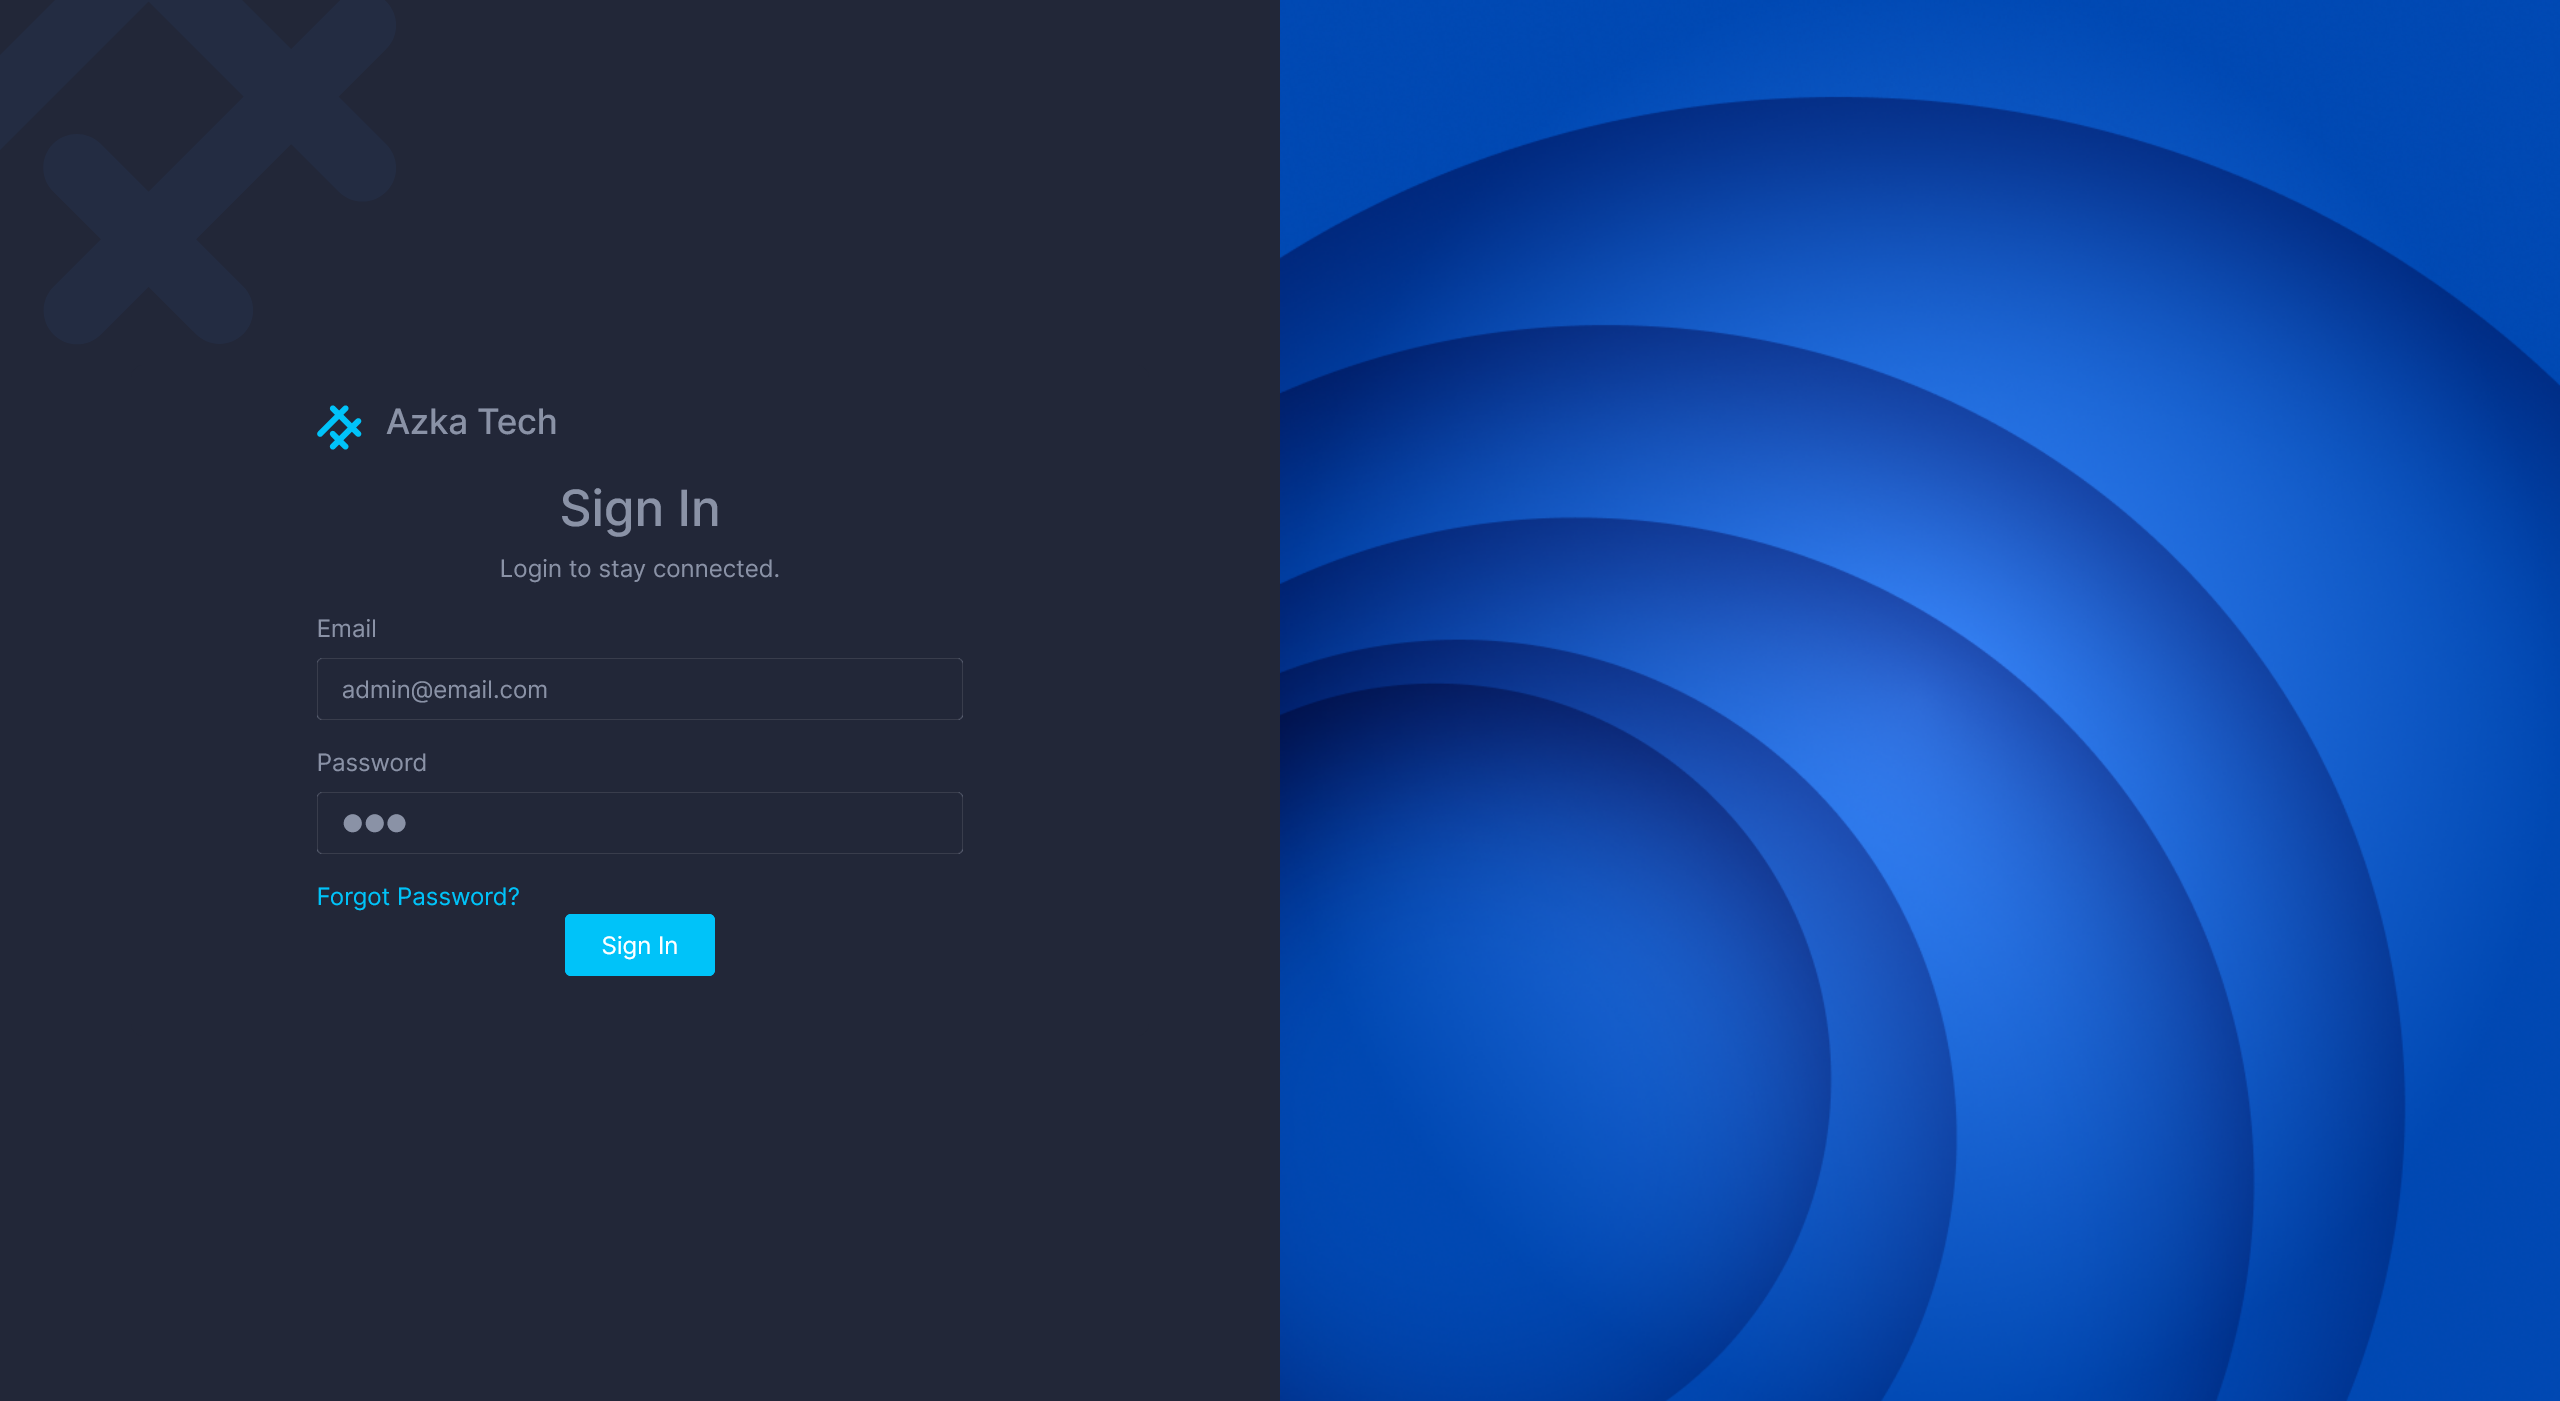 Azka Tech
Sign In
Login to stay connected.
Email
admin@email.com
Password
●●●
Forgot Password?
Sign In